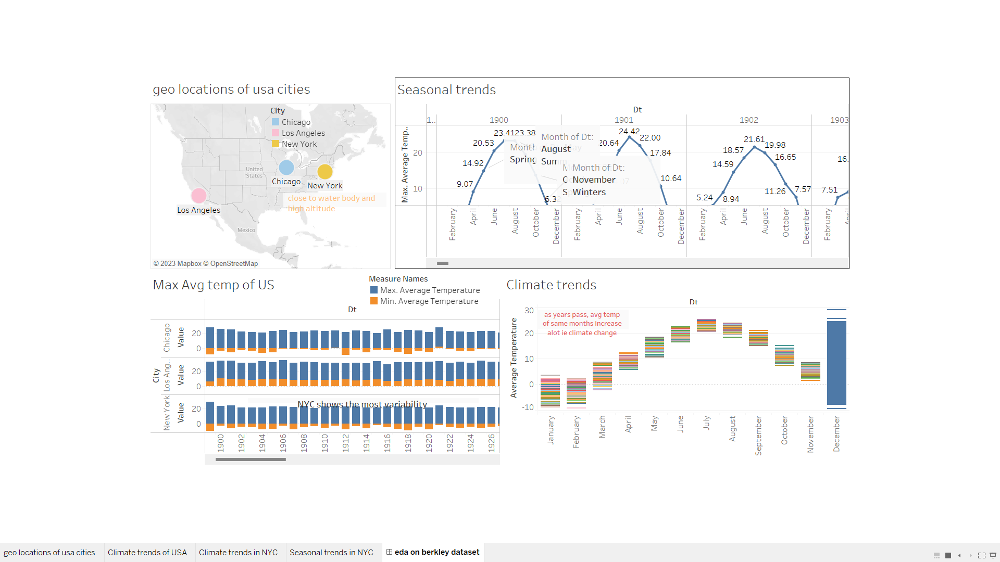 geo locations of usa cities
City
Chicago
Los Angeles
New York
United
States
Chicago
New York
Los Angeles
close to water body and
high altitude
Mexico
© 2023 Mapbox © OpenStreetMap
Seasonal trends
Dt
1..
1900
1901
1902
1903
Max. Average Temp..
20
10
9.07
14.92
20.53
23.41
23.38
6.32
20.64
24.42
22.00
17.84
10.64
5.24
8.94
14.59
18.57
21.61
19.98
16.65
11.26
7.57
7.51
16.
Month
Spring
Month of Dt:
August
Summ
Month of Dt:
November
Winters
February
April
June
August
October
December
February
April
June
August
October
December
February
April
June
August
October
December
February
Max Avg temp of US
Measure Names
Max. Average Temperature
Min. Average Temperature
Dt
City
Chicago
Value
20
0
Los Ang..
Value
20
0
New York
Value
20
0
NYC shows the most variability
1900
1902
1904
1906
1908
1910
1912
1914
1916
1918
1920
1922
1924
1926
Climate trends
Dt
Average Temperature
30
20
10
0
-10
as years pass, avg temp
of same months increase
alot ie climate change
January
February
March
April
May
June
July
August
September
October
November
December
geo locations of usa cities
Climate trends of USA
Climate trends in NYC
Seasonal trends in NYC
eda on berkley dataset